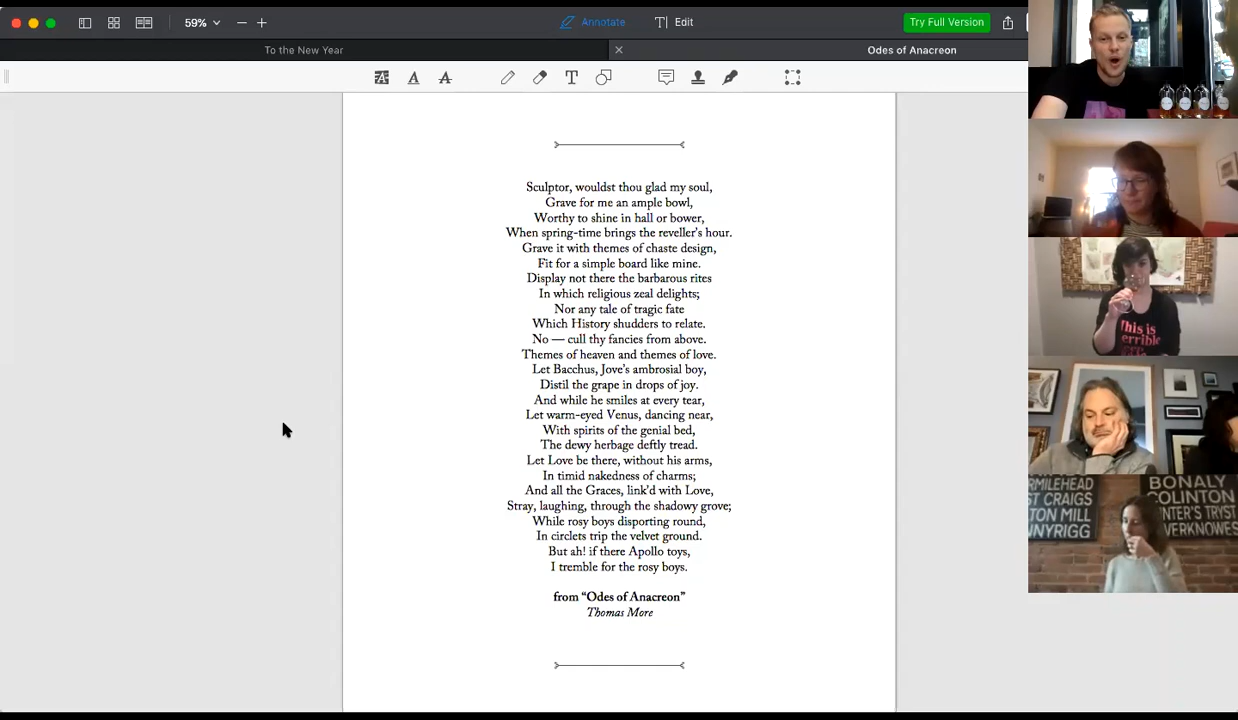 59%
Annotate
T| Edit
Try Full Version
To the New Year
Odes of Anacreon
Sculptor, wouldst thou glad my soul,
Grave for me an ample bowl,
Worthy to shine in hall or bower,
When spring-time brings the reveller's hour.
Grave it with themes of chaste design,
Fit for a simple board like mine.
Display not there the barbarous rites
In which religious zeal delights;
Nor any tale of tragic fate
Which History shudders to relate.
No — cull thy fancies from above.
Themes of heaven and themes of love.
Let Bacchus, Jove's ambrosial boy,
Distil the grape in drops of joy.
And while he smiles at every tear,
Let warm-eyed Venus, dancing near,
With spirits of the genial bed,
The dewy herbage deftly tread.
Let Love be there, without his arms,
In timid nakedness of charms;
And all the Graces, link'd with Love,
Stray, laughing, through the shadowy grove;
While rosy boys disporting round,
In circlets trip the velvet ground.
But ah! if there Apollo toys,
I tremble for the rosy boys.
from “Odes of Anacreon”
Thomas More
This is
errible
RMILEHEAD
ST CRAIGS
TON MILL
NNYRIGG
BONALY
COLINTON
NTER'S TRYST
VERKNOWES